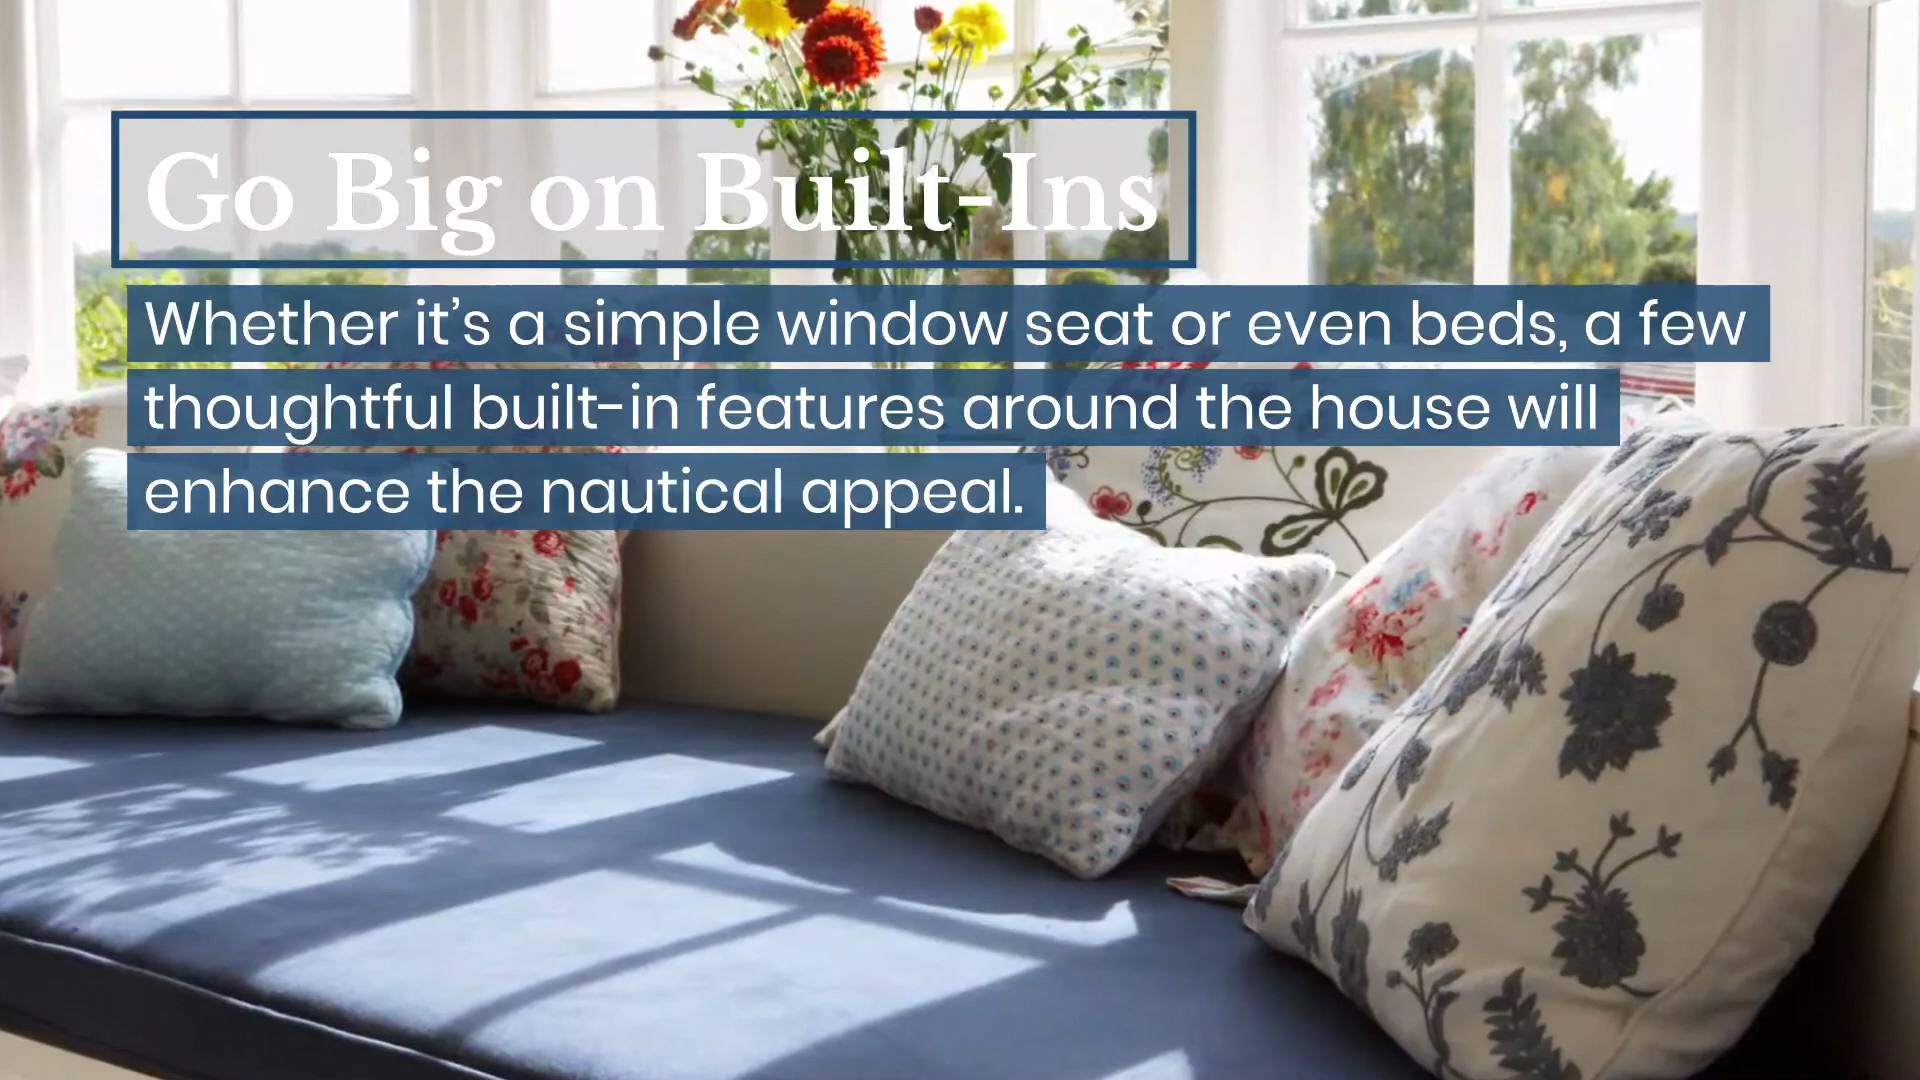 Go Big on Built-Ins
Whether it’s a simple window seat or even beds, a few
thoughtful built-in features around the house will
enhance the nautical appeal.